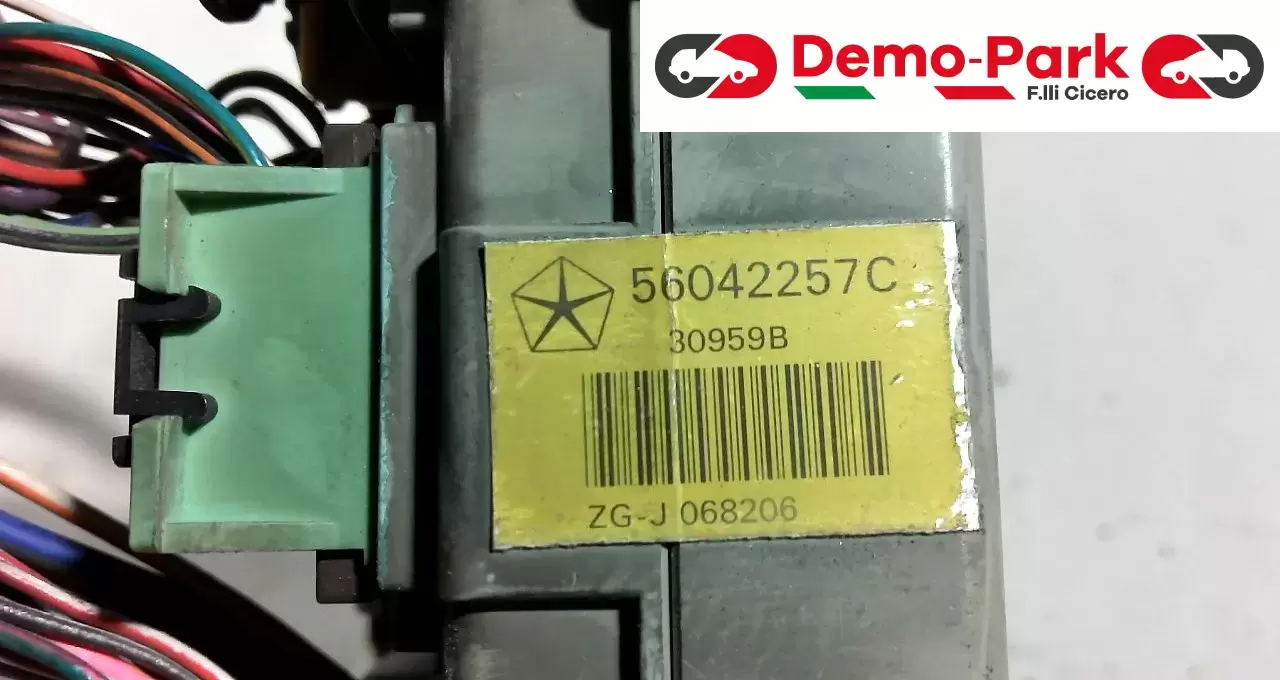 Demo-Park
F.lli Cicero
56042257C
30959B
ZG-J 068206